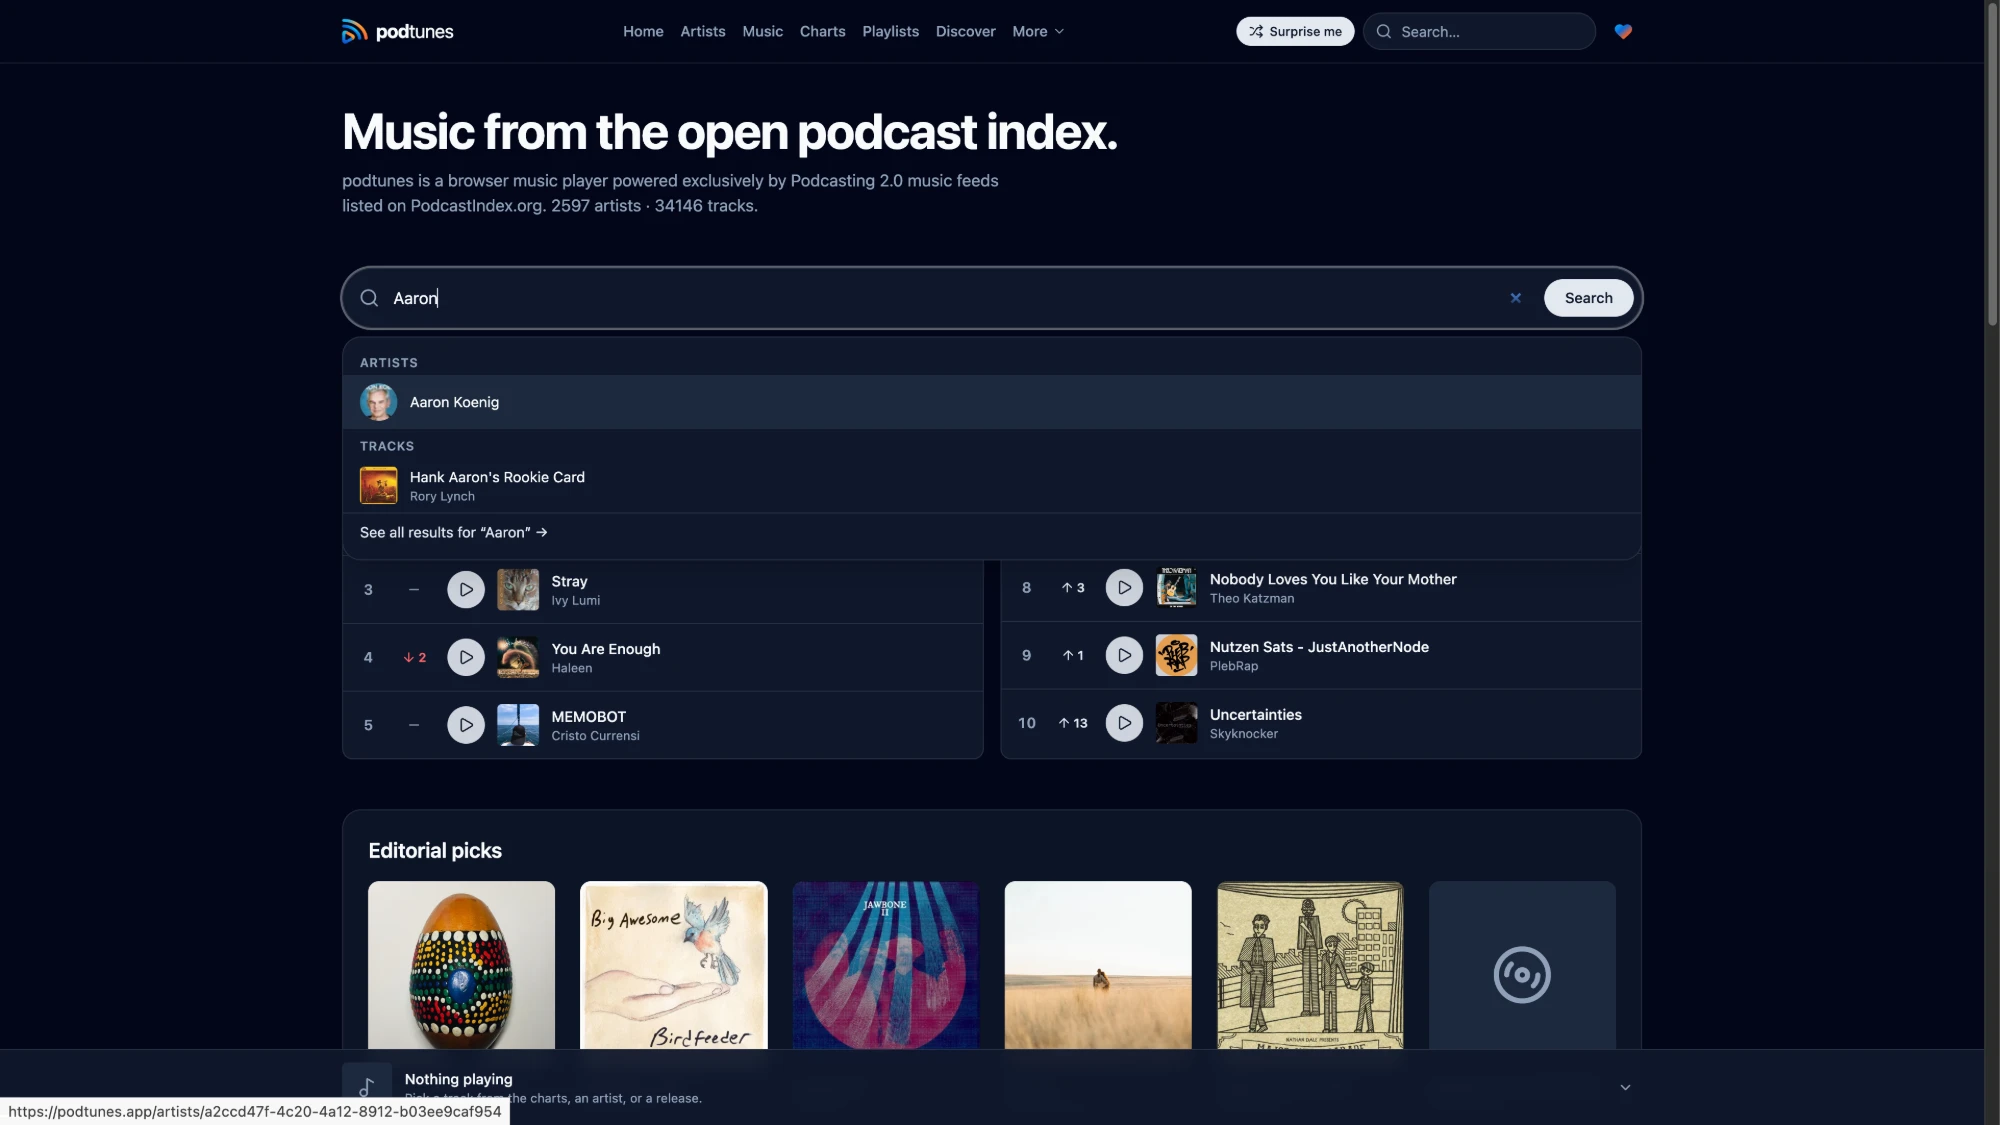 podtunes
Home Artists Music Charts Playlists Discover More
Surprise me
Search...
Music from the open podcast index.
podtunes is a browser music player powered exclusively by Podcasting 2.0 music feeds
listed on PodcastIndex.org. 2597 artists · 34146 tracks.
Aaron
Search
ARTISTS
Aaron Koenig
TRACKS
Hank Aaron's Rookie Card
Rory Lynch
See all results for “Aaron” →
3 – Stray
Ivy Lumi
4 ↓ 2 You Are Enough
Haleen
5 – MEMOBOT
Cristo Currensi
8 ↑ 3 Nobody Loves You Like Your Mother
Theo Katzman
9 ↑ 1 Nutzen Sats - JustAnotherNode
PlebRap
10 ↑ 13 Uncertainties
Skyknocker
Editorial picks
Big Awesome
Birdfeeder
JAWBONE
II
NATHAN DALE PRESENTS
Nothing playing
the charts, an artist, or a release.
https://podtunes.app/artists/a2ccd47f-4c20-4a12-8912-b03ee9caf954